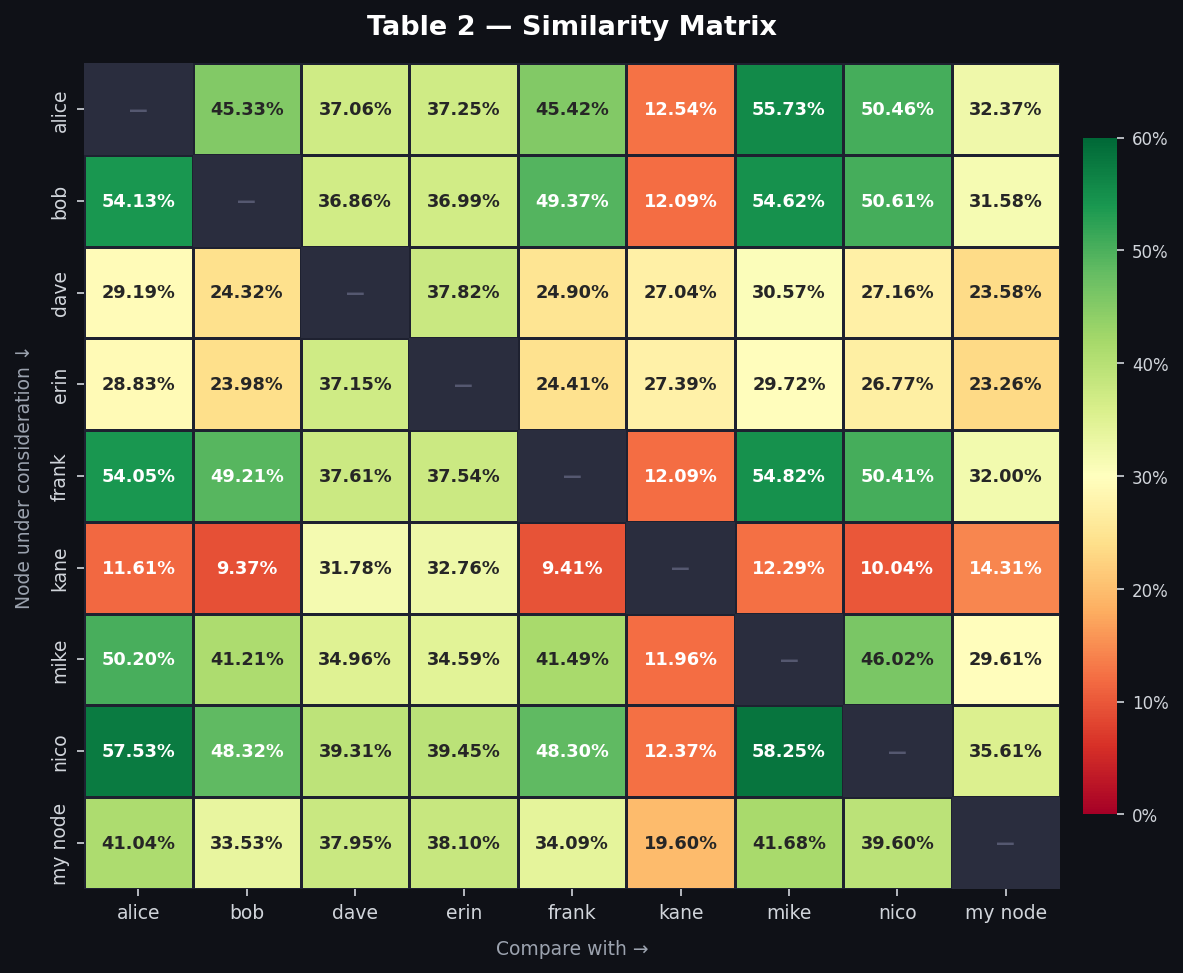 Table 2 — Similarity Matrix
alice — 45.33% 37.06% 37.25% 45.42% 12.54% 55.73% 50.46% 32.37%
bob 54.13% — 36.86% 36.99% 49.37% 12.09% 54.62% 50.61% 31.58%
dave 29.19% 24.32% — 37.82% 24.90% 27.04% 30.57% 27.16% 23.58%
erin 28.83% 23.98% 37.15% — 24.41% 27.39% 29.72% 26.77% 23.26%
frank 54.05% 49.21% 37.61% 37.54% — 12.09% 54.82% 50.41% 32.00%
kane 11.61% 9.37% 31.78% 32.76% 9.41% — 12.29% 10.04% 14.31%
mike 50.20% 41.21% 34.96% 34.59% 41.49% 11.96% — 46.02% 29.61%
nico 57.53% 48.32% 39.31% 39.45% 48.30% 12.37% 58.25% — 35.61%
my node 41.04% 33.53% 37.95% 38.10% 34.09% 19.60% 41.68% 39.60% —
alice bob dave erin frank kane mike nico my node
Compare with →
Node under consideration ↓
60%
50%
40%
30%
20%
10%
0%